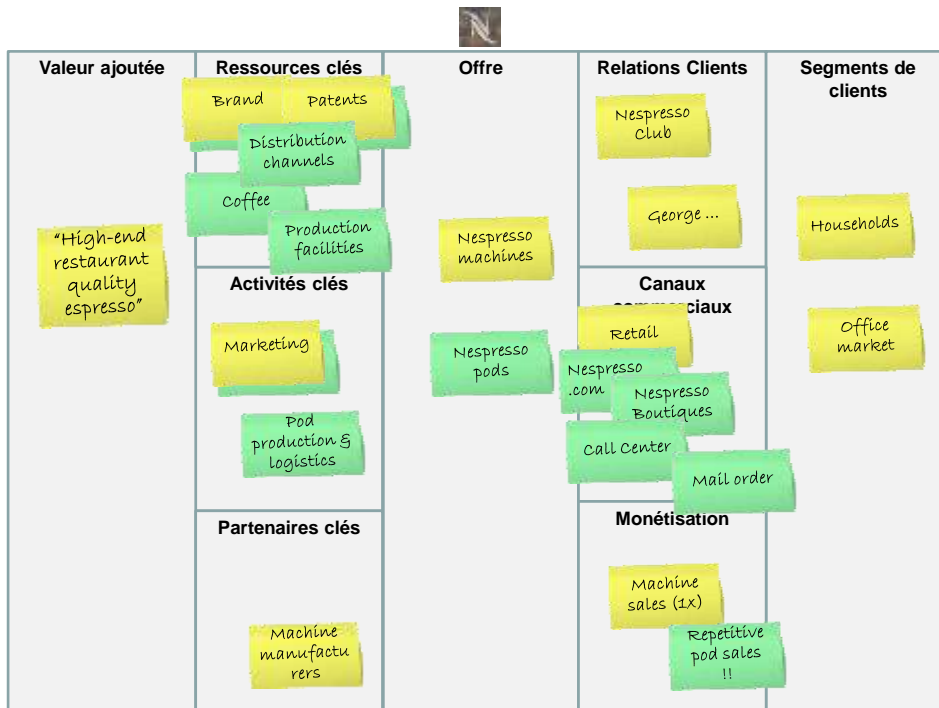 N
Valeur ajoutée
"High-end
restaurant
quality
espresso"
Ressources clés
Brand
Patents
Distribution
channels
Coffee
Production
facilities
Activités clés
Marketing
Pod
production &
logistics
Partenaires clés
Machine
manufactu
rers
Offre
Nespresso
machines
Nespresso
pods
Relations Clients
Nespresso
Club
George ...
Canaux
commerciaux
Retail
Nespresso
.com
Nespresso
Boutiques
Call Center
Mail order
Monétisation
Machine
sales (1x)
Repetitive
pod sales
!!
Segments de
clients
Households
Office
market